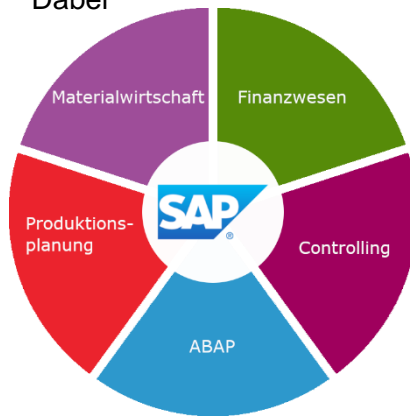 Dabei
Materialwirtschaft
Finanzwesen
Produktions-
planung
SAP
®
Controlling
ABAP